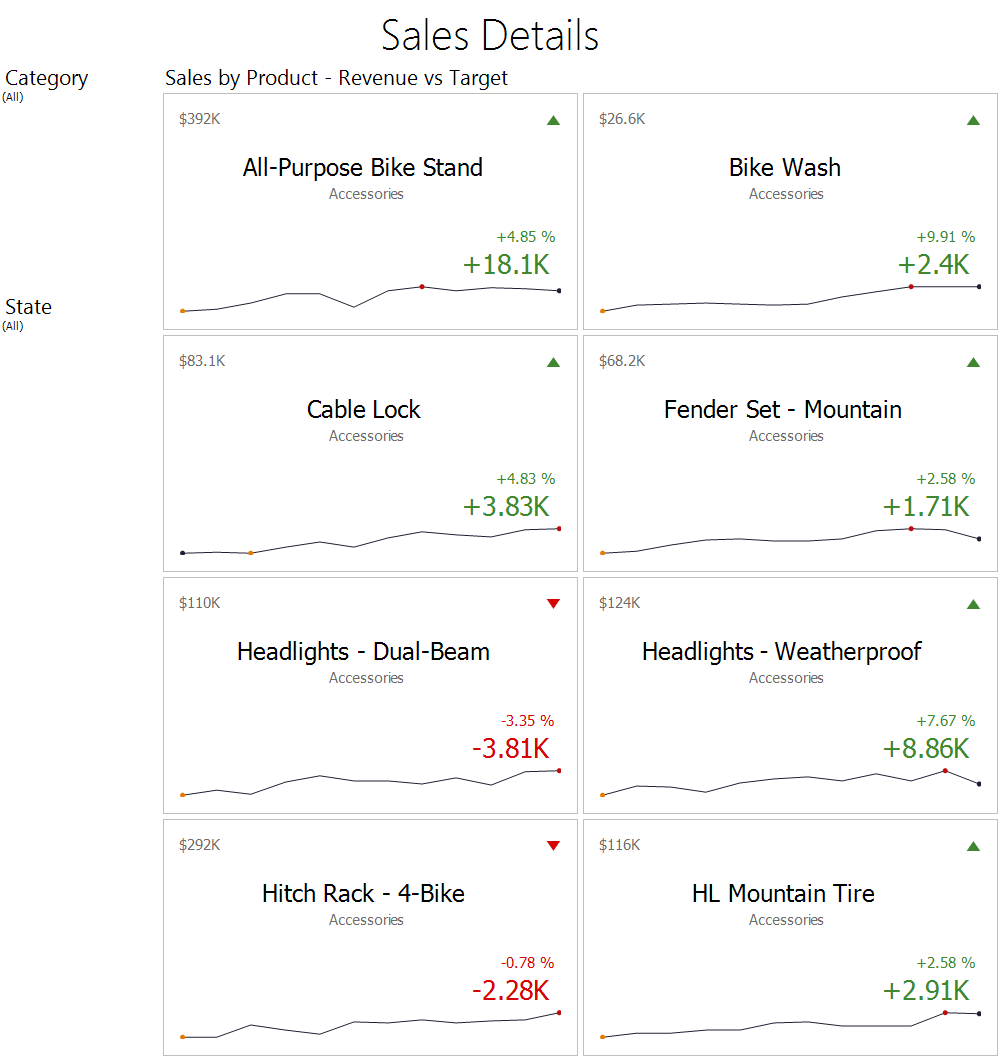 Sales Details
Category
(All)
State
(All)
Sales by Product - Revenue vs Target
$392K
All-Purpose Bike Stand
Accessories
+4.85 %
+18.1K
$26.6K
Bike Wash
Accessories
+9.91 %
+2.4K
$83.1K
Cable Lock
Accessories
+4.83 %
+3.83K
$68.2K
Fender Set - Mountain
Accessories
+2.58 %
+1.71K
$110K
Headlights - Dual-Beam
Accessories
-3.35 %
-3.81K
$124K
Headlights - Weatherproof
Accessories
+7.67 %
+8.86K
$292K
Hitch Rack - 4-Bike
Accessories
-0.78 %
-2.28K
$116K
HL Mountain Tire
Accessories
+2.58 %
+2.91K